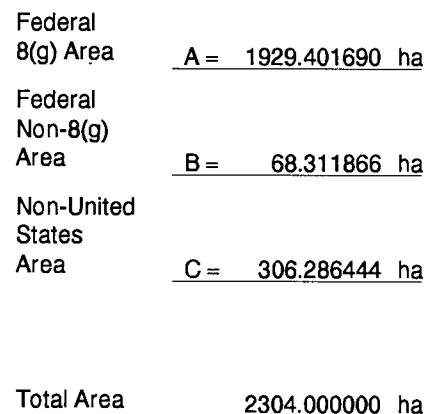 Federal
8(g) Area A = 1929.401690 ha
Federal
Non-8(g)
Area B = 68.311866 ha
Non-United
States
Area C = 306.286444 ha
Total Area 2304.000000 ha